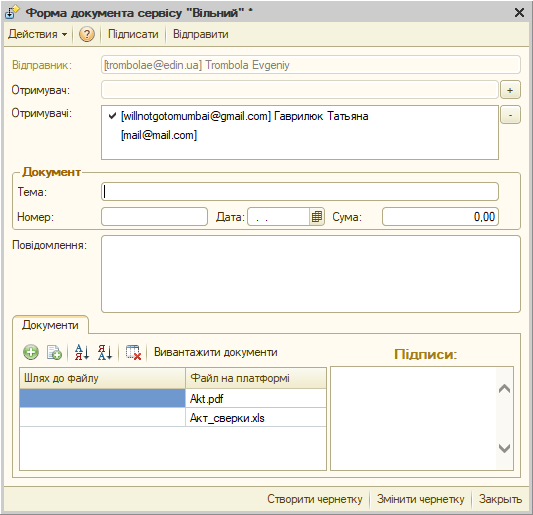 Форма документа сервісу "Вільний" *
Действия ? Підписати Відправити
Відправник: [trombolae@edin.ua] Trombola Evgeniy
Отримувач: +
Отримувачі: [willnotgotomumbai@gmail.com] Гаврилюк Татьяна -
[mail@mail.com]
Документ
Тема:
Номер: Дата: . . Сума: 0,00
Повідомлення:
Документи
Вивантажити документи Підписи:
Шлях до файлу Файл на платформі
Akt.pdf
Акт_сверки.xls
Створити чернетку Змінити чернетку Закрыть